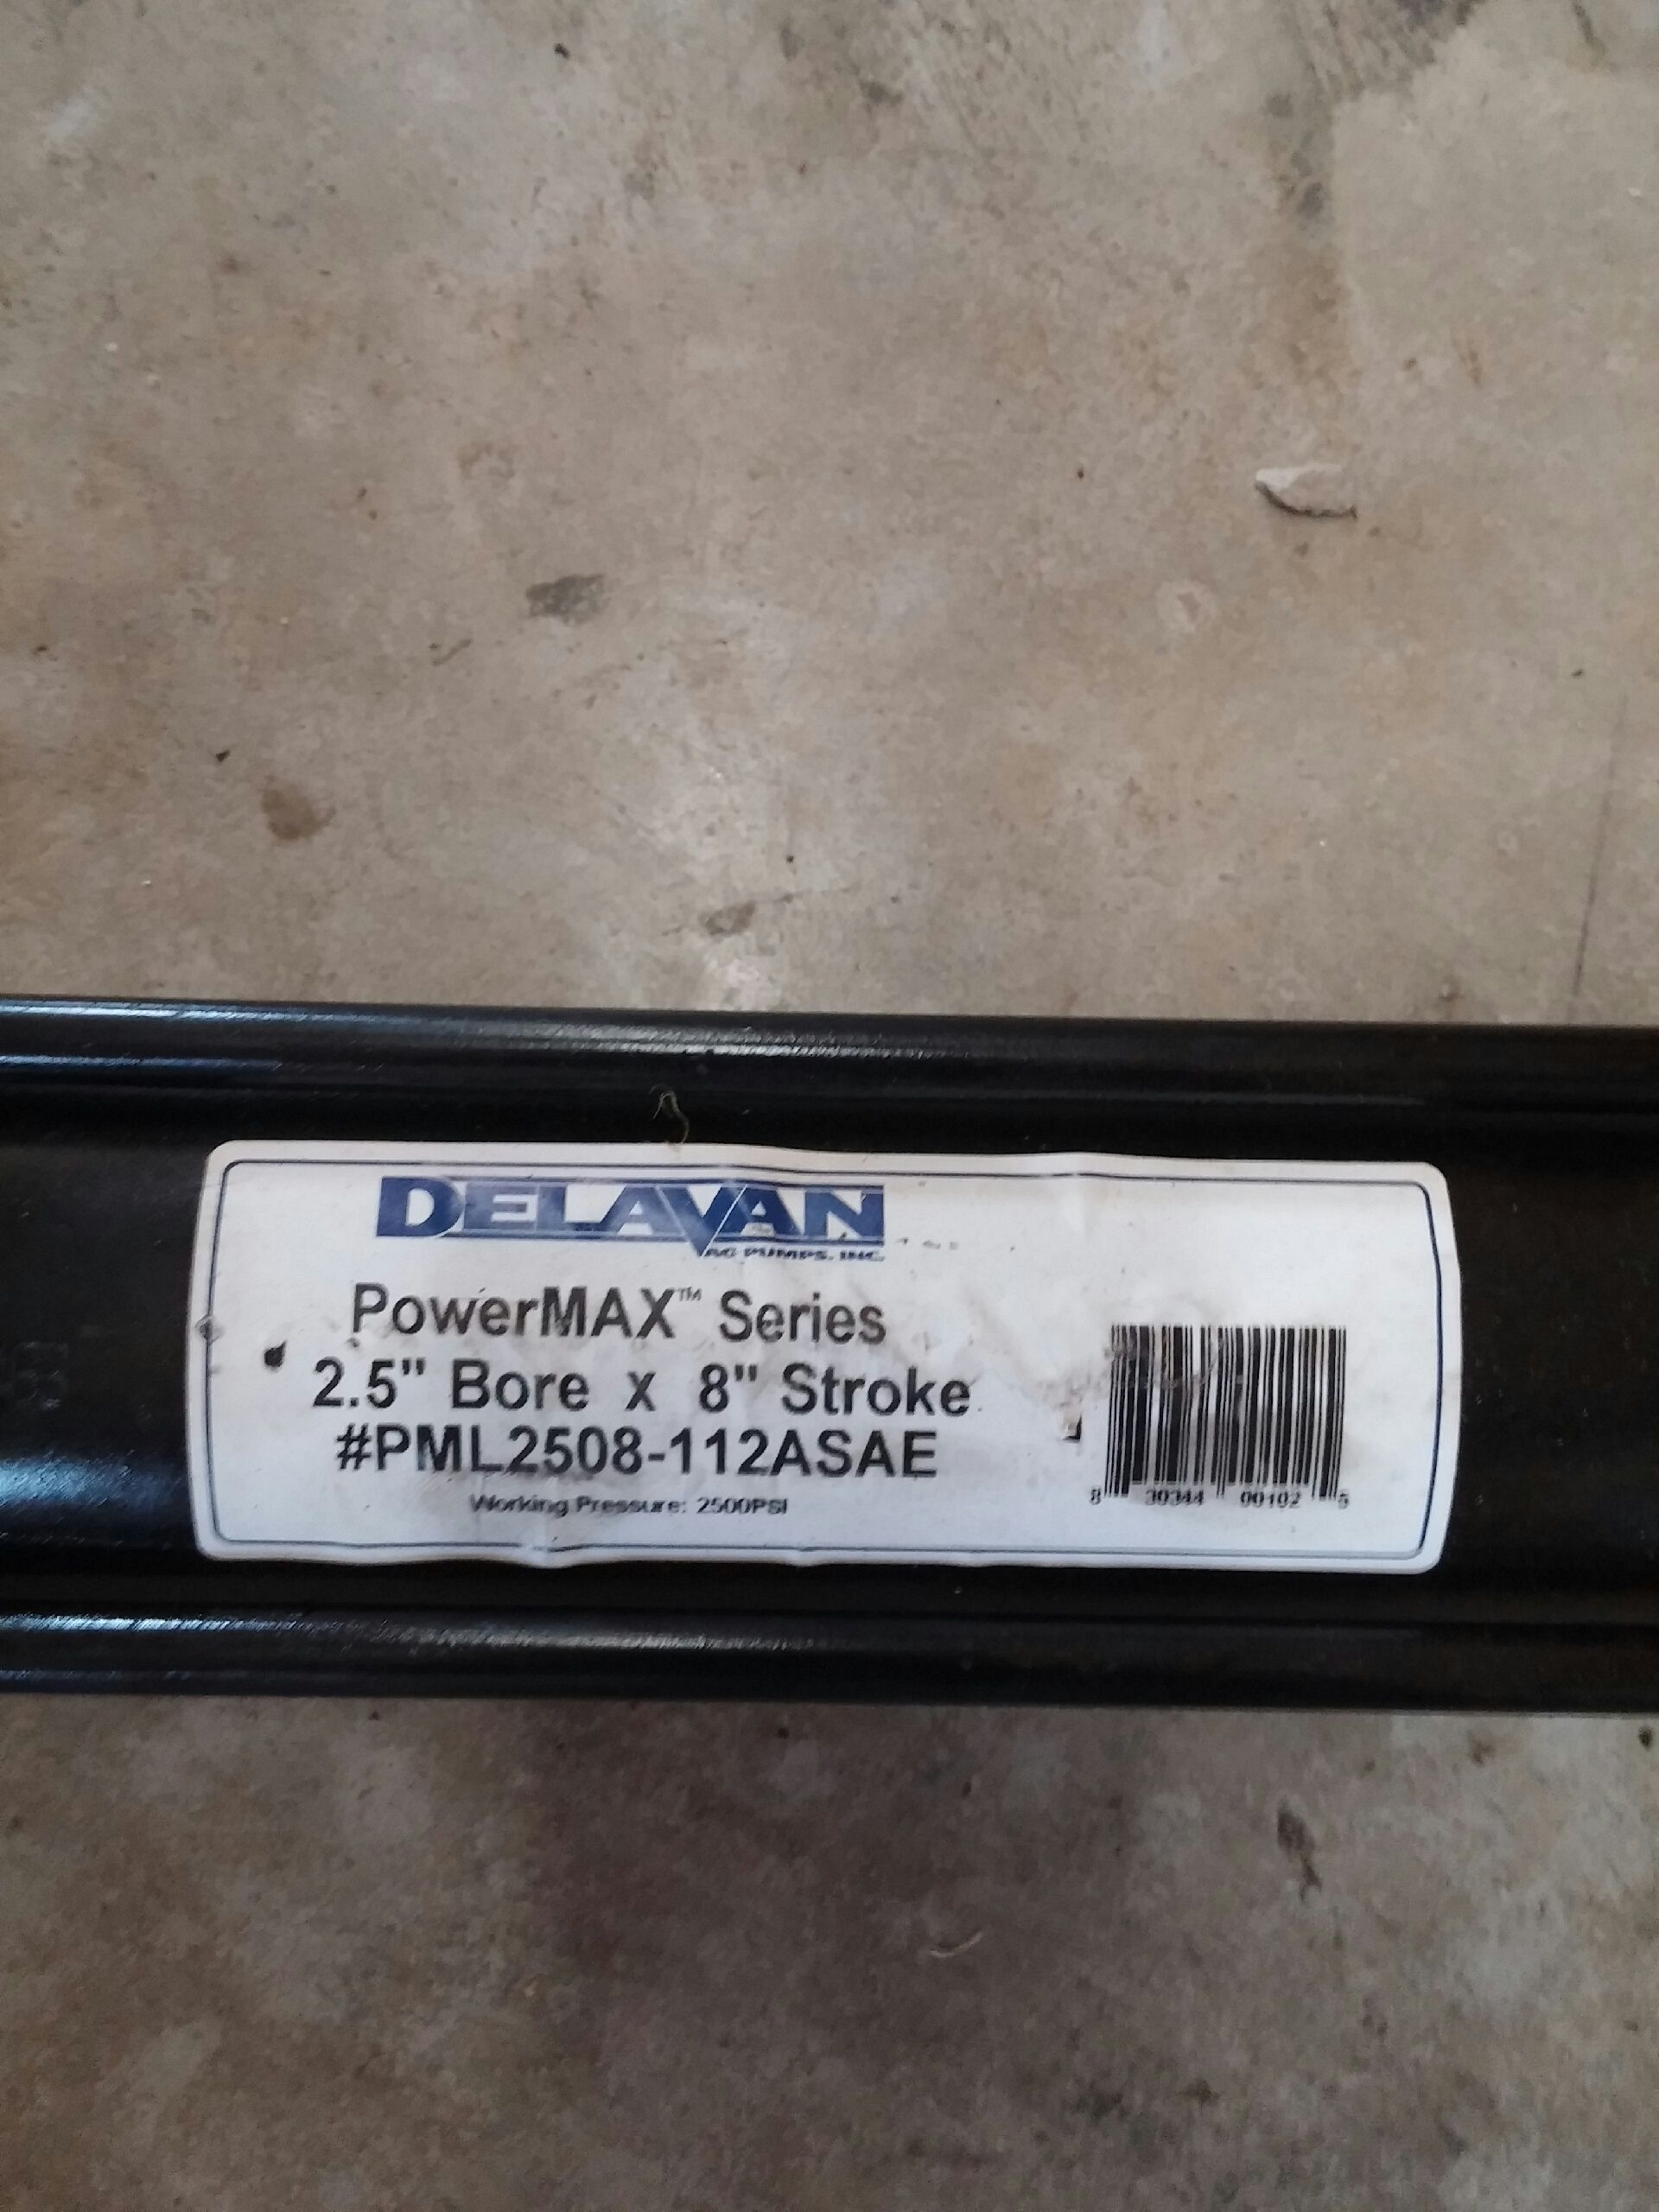 DELAVAN
AG PUMPS, INC.
PowerMAX™ Series
2.5" Bore x 8" Stroke
#PML2508-112ASAE
Working Pressure: 2500PSI
8 30344 00102 5